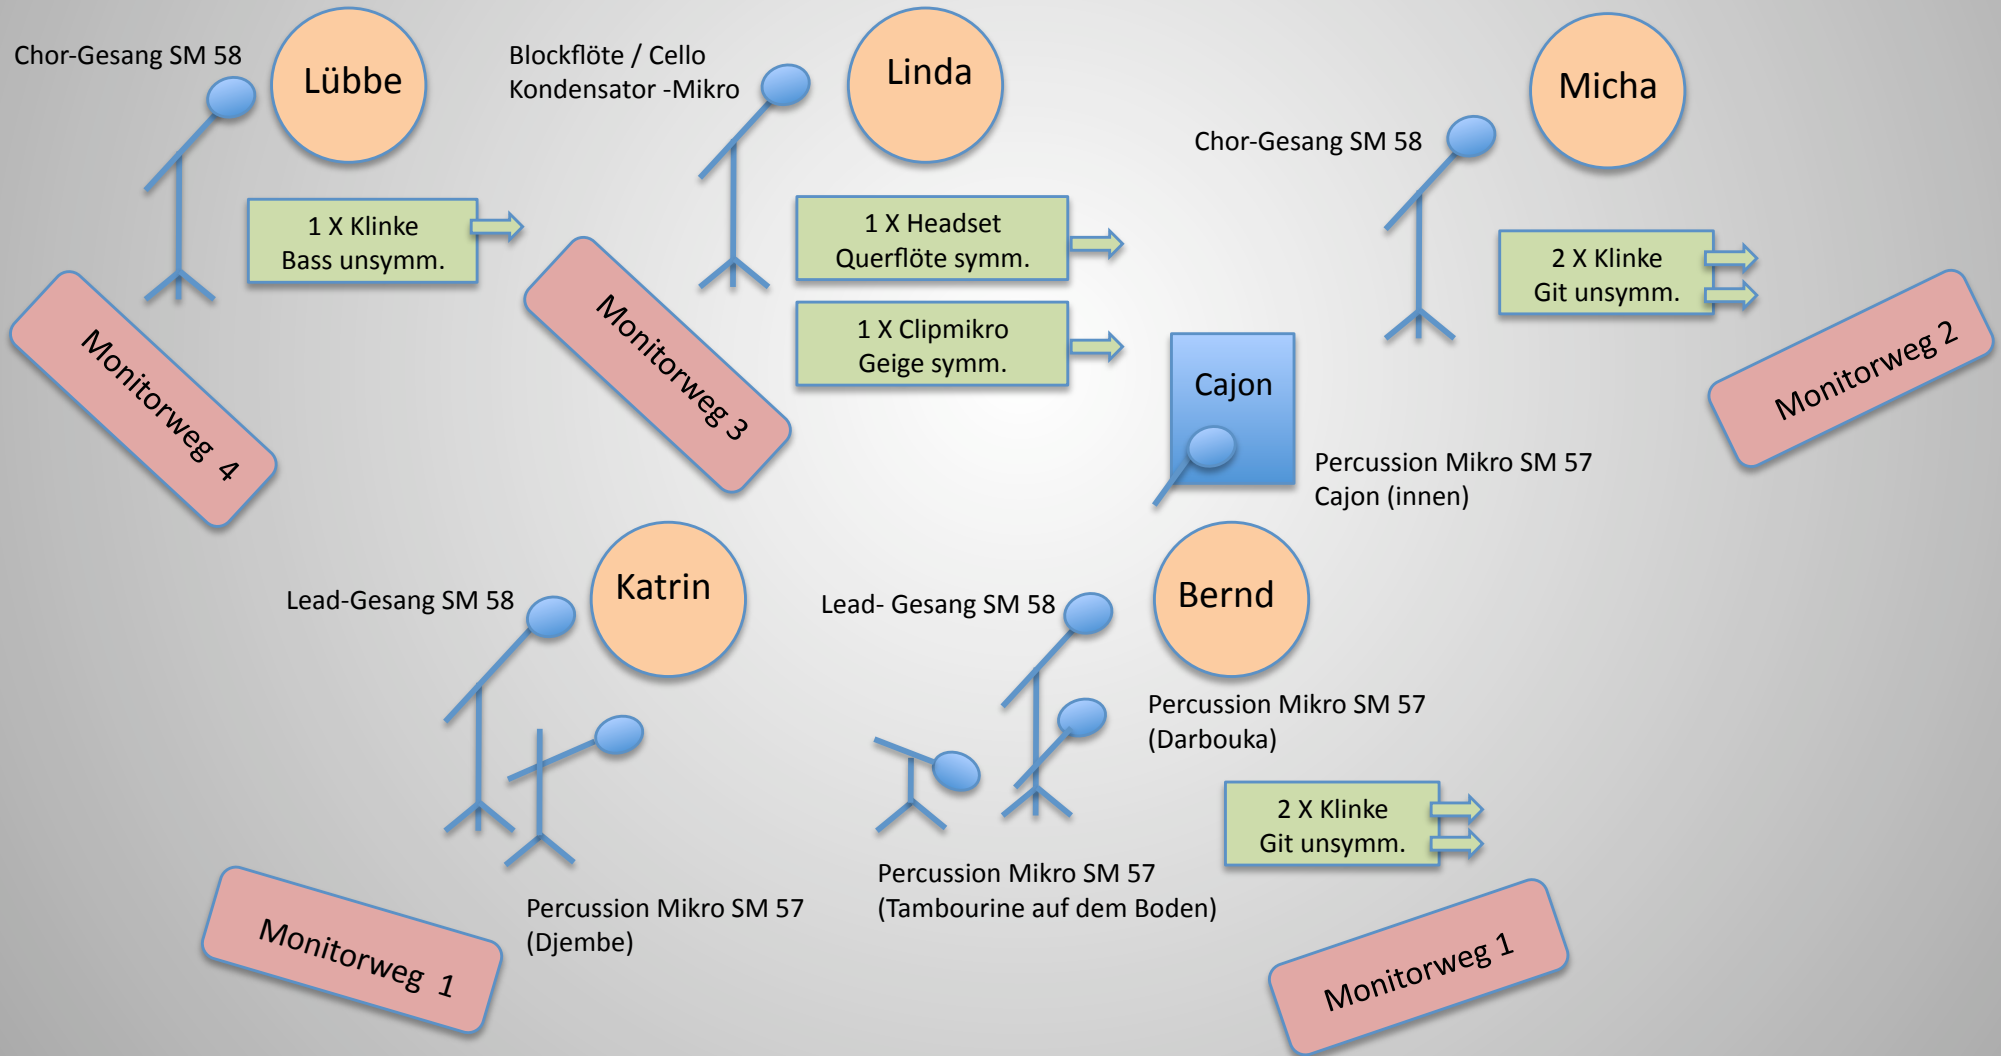 Chor-Gesang SM 58
Lübbe
1 X Klinke
Bass unsymm.
Monitorweg 4
Blockflöte / Cello
Kondensator -Mikro
Linda
1 X Headset
Querflöte symm.
1 X Clipmikro
Geige symm.
Monitorweg 3
Micha
Chor-Gesang SM 58
2 X Klinke
Git unsymm.
Monitorweg 2
Cajon
Percussion Mikro SM 57
Cajon (innen)
Katrin
Lead-Gesang SM 58
Percussion Mikro SM 57
(Djembe)
Monitorweg 1
Bernd
Lead- Gesang SM 58
Percussion Mikro SM 57
(Darbouka)
2 X Klinke
Git unsymm.
Percussion Mikro SM 57
(Tambourine auf dem Boden)
Monitorweg 1